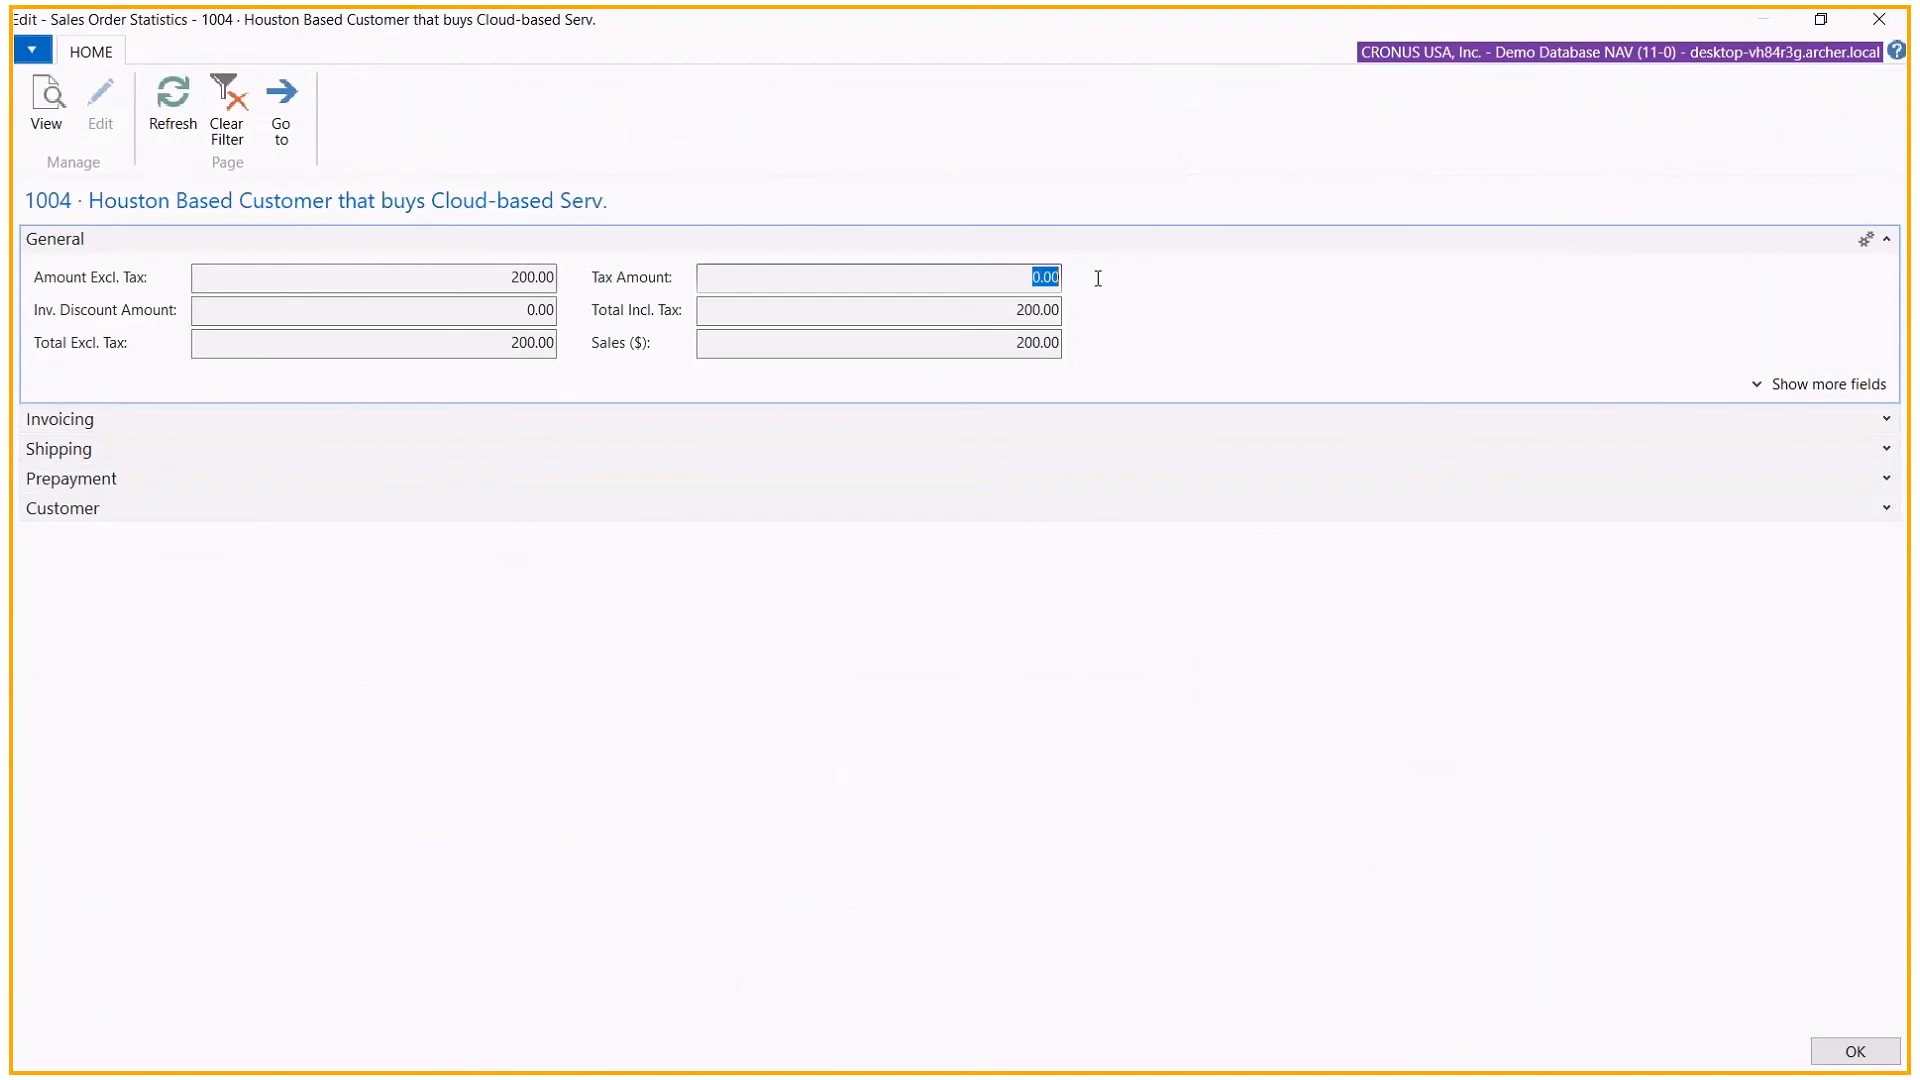 Edit - Sales Order Statistics - 1004 · Houston Based Customer that buys Cloud-based Serv.
HOME
CRONUS USA, Inc. - Demo Database NAV (11-0) - desktop-vh84r3g.archer.local
View
Edit
Refresh
Clear
Filter
Go
to
Manage
Page
1004 · Houston Based Customer that buys Cloud-based Serv.
General
Amount Excl. Tax: 200.00 Tax Amount: 0.00
Inv. Discount Amount: 0.00 Total Incl. Tax: 200.00
Total Excl. Tax: 200.00 Sales ($): 200.00
Show more fields
Invoicing
Shipping
Prepayment
Customer
OK